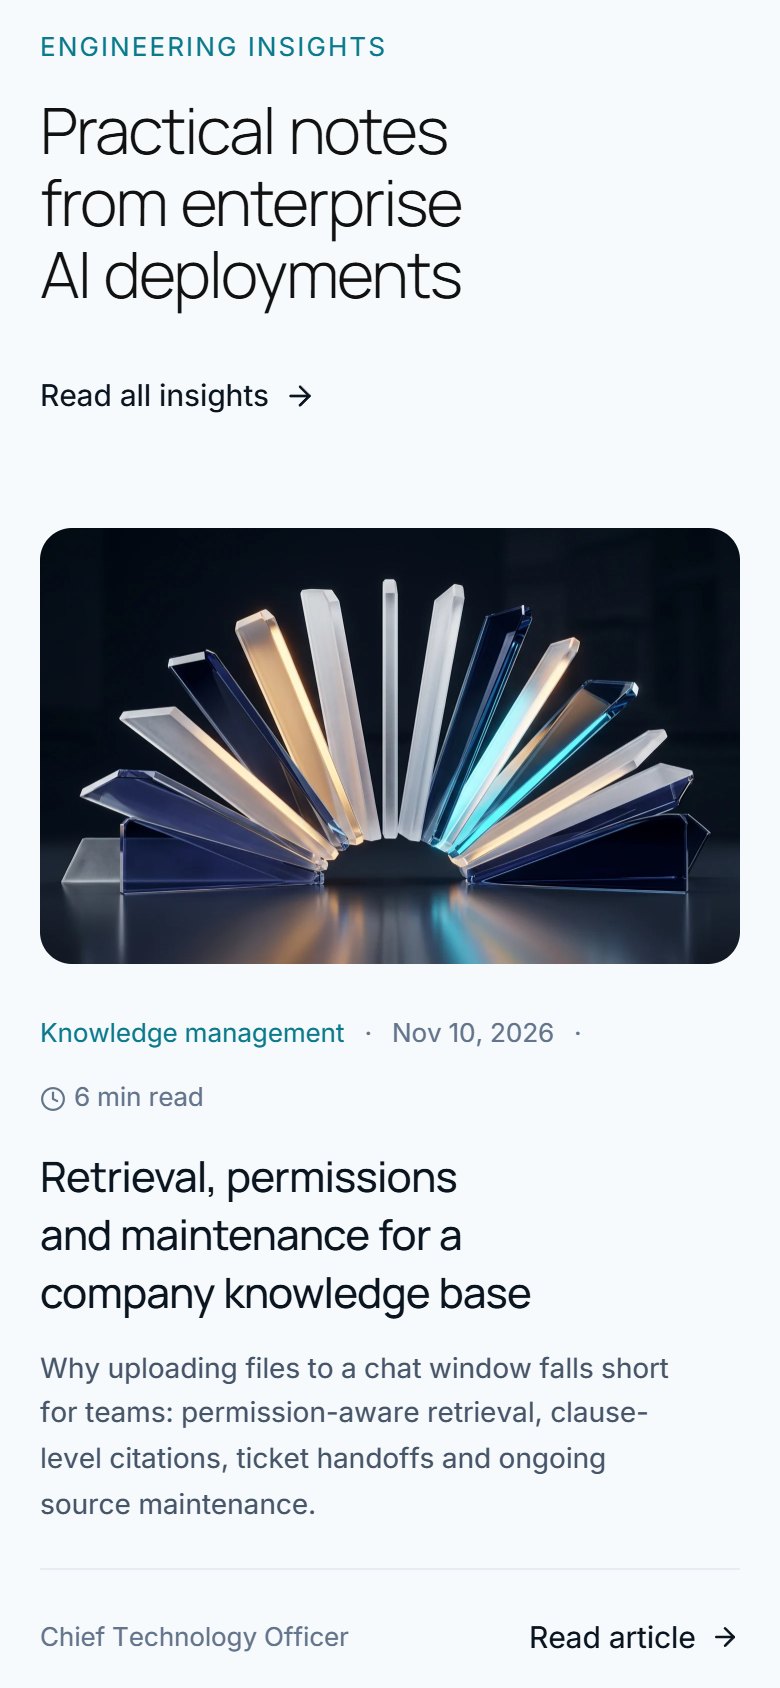 ENGINEERING INSIGHTS
Practical notes
from enterprise
AI deployments
Read all insights →
Knowledge management · Nov 10, 2026 ·
6 min read
Retrieval, permissions
and maintenance for a
company knowledge base
Why uploading files to a chat window falls short
for teams: permission-aware retrieval, clause-
level citations, ticket handoffs and ongoing
source maintenance.
Chief Technology Officer
Read article →